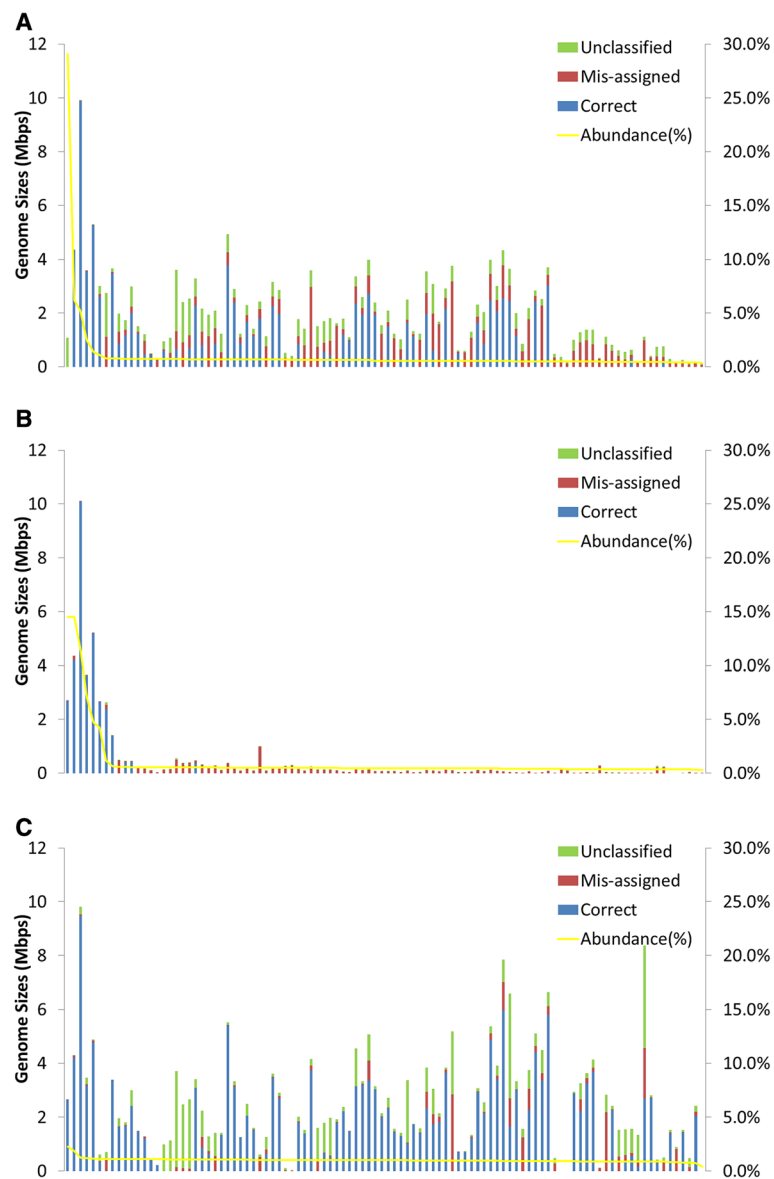 A
12
10
8
6
4
2
0
Genome Sizes (Mbps)
Unclassified
Mis-assigned
Correct
Abundance(%)
30.0%
25.0%
20.0%
15.0%
10.0%
5.0%
0.0%
B
12
10
8
6
4
2
0
Genome Sizes (Mbps)
Unclassified
Mis-assigned
Correct
Abundance(%)
30.0%
25.0%
20.0%
15.0%
10.0%
5.0%
0.0%
C
12
10
8
6
4
2
0
Genome Sizes (Mbps)
Unclassified
Mis-assigned
Correct
Abundance(%)
30.0%
25.0%
20.0%
15.0%
10.0%
5.0%
0.0%